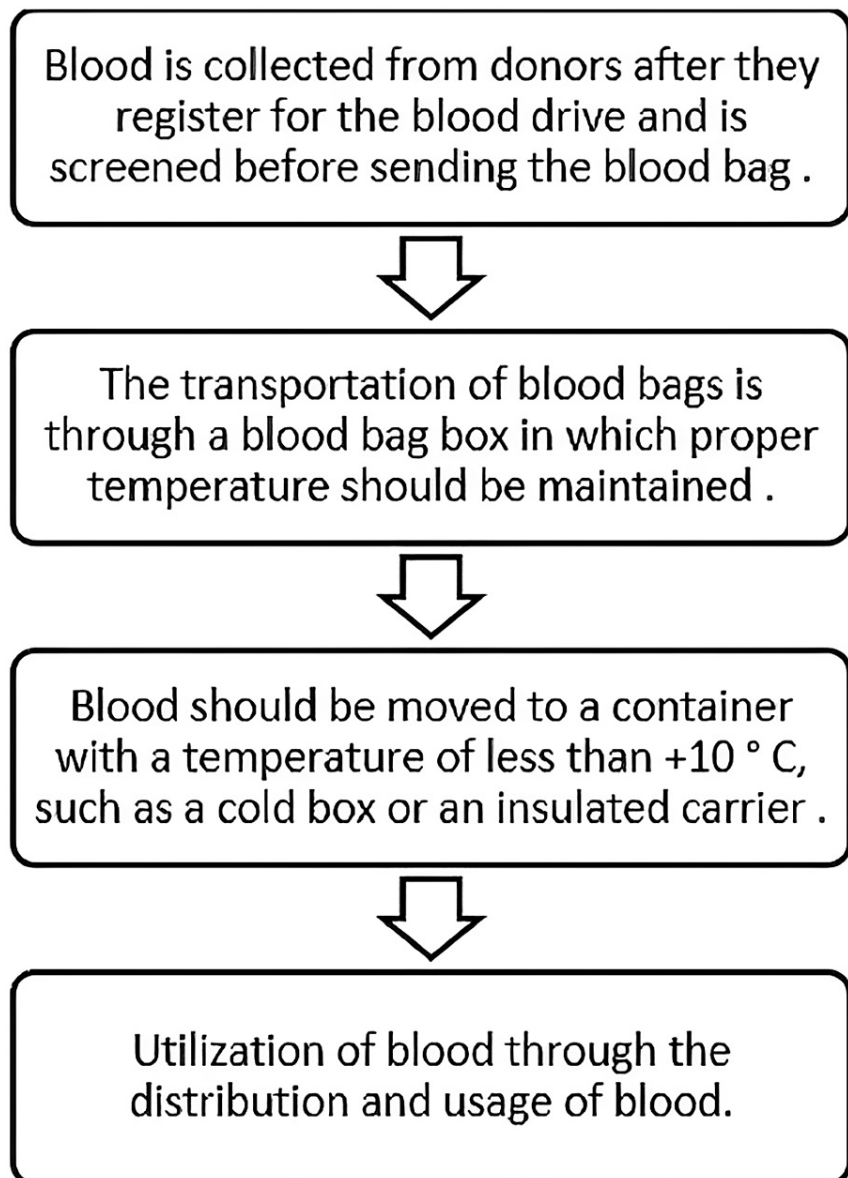 Blood is collected from donors after they
register for the blood drive and is
screened before sending the blood bag .
The transportation of blood bags is
through a blood bag box in which proper
temperature should be maintained .
Blood should be moved to a container
with a temperature of less than +10 ° C,
such as a cold box or an insulated carrier .
Utilization of blood through the
distribution and usage of blood.